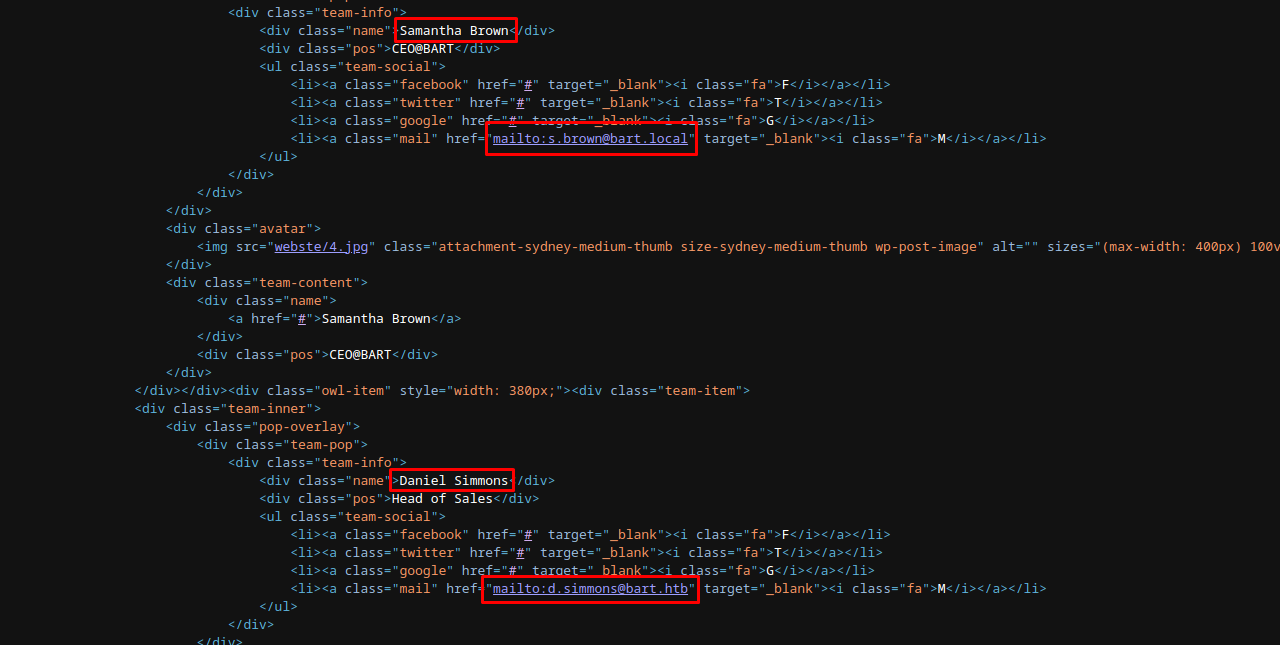 <div class="team-info">
<div class="name">Samantha Brown</div>
<div class="pos">CEO@BART</div>
<ul class="team-social">
<li><a class="facebook" href="#" target="_blank"><i class="fa">F</i></a></li>
<li><a class="twitter" href="#" target="_blank"><i class="fa">T</i></a></li>
<li><a class="google" href="#" target="_blank"><i class="fa">G</i></a></li>
<li><a class="mail" href="mailto:s.brown@bart.local" target="_blank"><i class="fa">M</i></a></li>
</ul>
</div>
</div>
</div>
<div class="avatar">
<img src="webste/4.jpg" class="attachment-sydney-medium-thumb size-sydney-medium-thumb wp-post-image" alt="" sizes="(max-width: 400px) 100v
</div>
<div class="team-content">
<div class="name">
<a href="#">Samantha Brown</a>
</div>
<div class="pos">CEO@BART</div>
</div>
</div></div><div class="owl-item" style="width: 380px;"><div class="team-item">
<div class="team-inner">
<div class="pop-overlay">
<div class="team-pop">
<div class="team-info">
<div class="name">Daniel Simmons</div>
<div class="pos">Head of Sales</div>
<ul class="team-social">
<li><a class="facebook" href="#" target="_blank"><i class="fa">F</i></a></li>
<li><a class="twitter" href="#" target="_blank"><i class="fa">T</i></a></li>
<li><a class="google" href="#" target="_blank"><i class="fa">G</i></a></li>
<li><a class="mail" href="mailto:d.simmons@bart.htb" target="_blank"><i class="fa">M</i></a></li>
</ul>
</div>
</div>